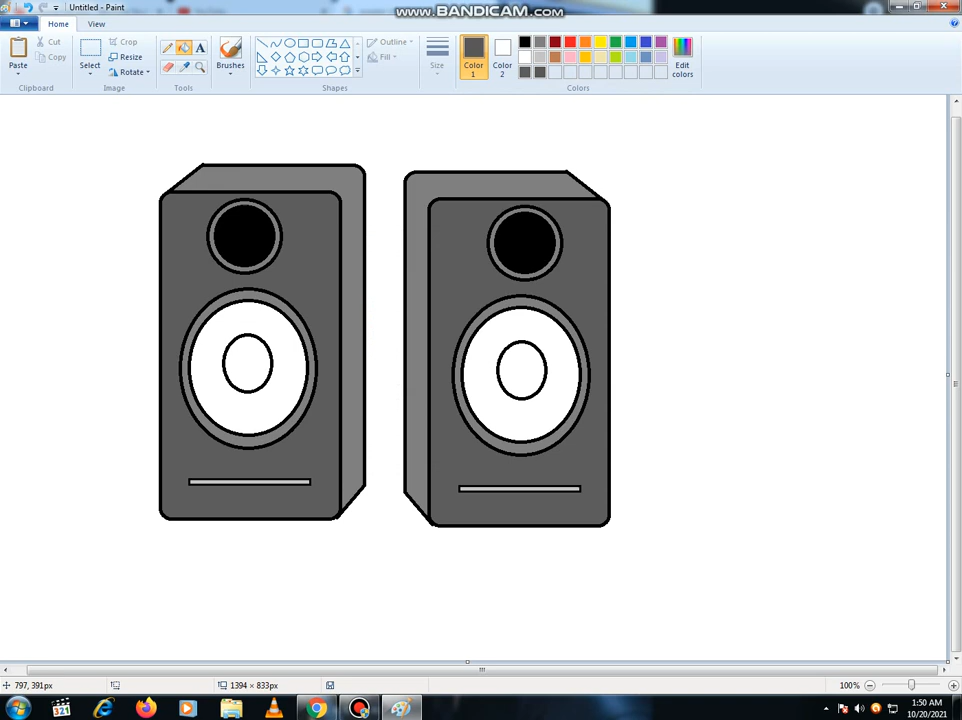 Untitled - Paint
www.BANDICAM.com
Home
View
Paste
Cut
Copy
Clipboard
Select
Crop
Resize
Rotate
Image
Tools
Brushes
Shapes
Outline
Fill
Size
Color
1
Color
2
Edit
colors
Colors
797, 391px
1394 × 833px
100%
321
1:50 AM
10/20/2021